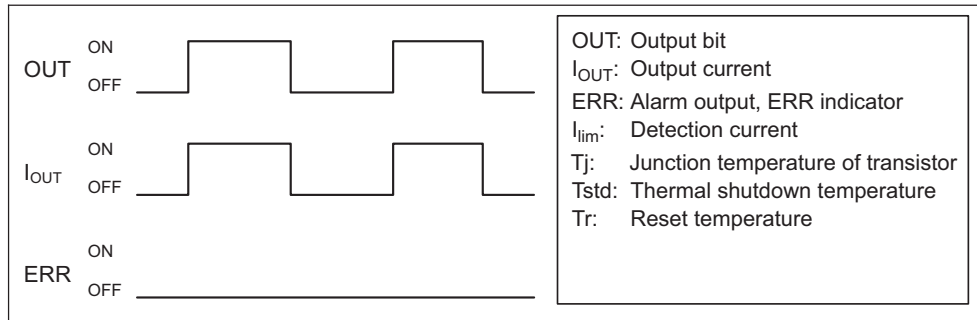 ON
OUT
OFF
ON
IOUT
OFF
ON
ERR
OFF
OUT: Output bit
IOUT: Output current
ERR: Alarm output, ERR indicator
Ilim: Detection current
Tj: Junction temperature of transistor
Tstd: Thermal shutdown temperature
Tr: Reset temperature